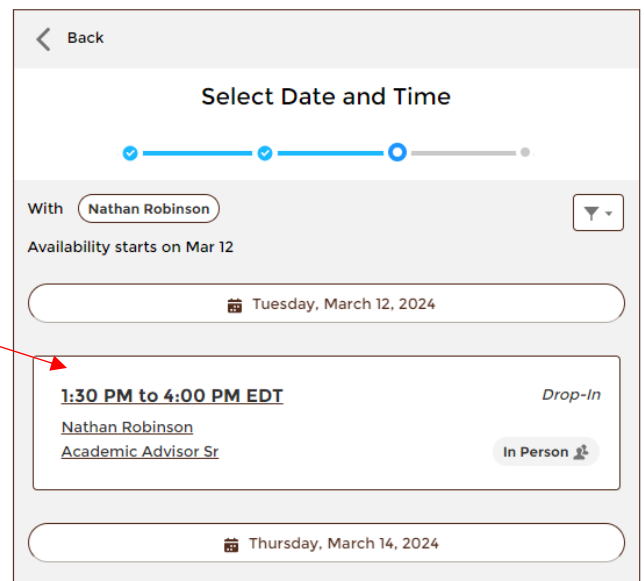 Back
Select Date and Time
With Nathan Robinson
Availability starts on Mar 12
Tuesday, March 12, 2024
1:30 PM to 4:00 PM EDT Drop-In
Nathan Robinson
Academic Advisor Sr In Person
Thursday, March 14, 2024